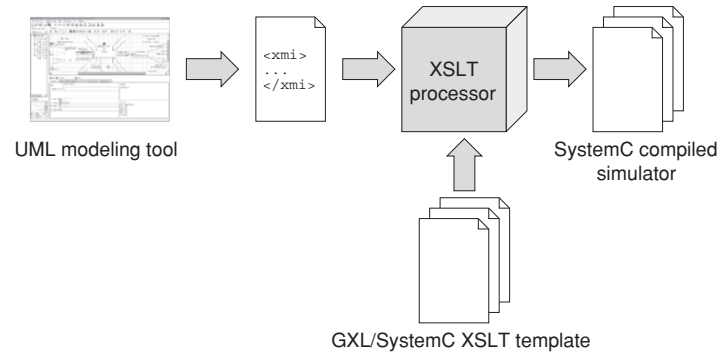 <xmi>
...
</xmi>
XSLT
processor
UML modeling tool
SystemC compiled
simulator
GXL/SystemC XSLT template